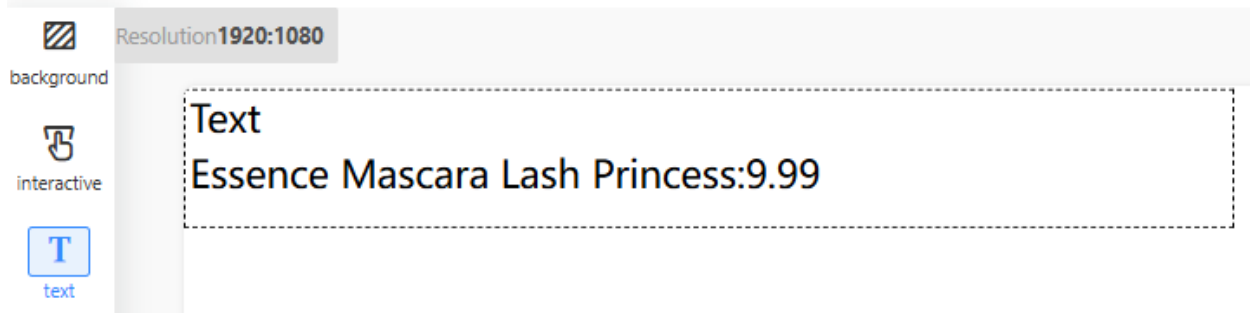 Resolution1920:1080
background
interactive
T
text
Text
Essence Mascara Lash Princess:9.99